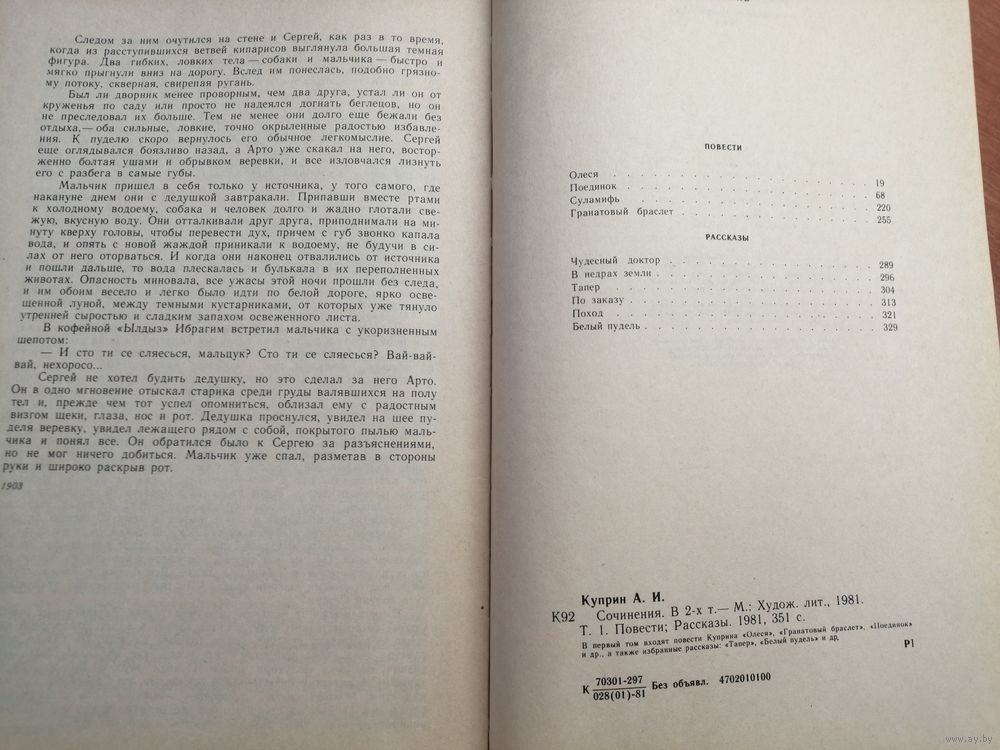 Следом за ним очутился на стене и Сергей, как раз в то время,
когда из расступившихся ветвей кипарисов выглянула большая темная
фигура. Два гибких, ловких тела — собаки и мальчика — быстро и
мягко прыгнули вниз на дорогу. Вслед им понеслась, подобно грязно-
му потоку, скверная, свирепая ругань.
Был ли дворник менее проворным, чем два друга, устал ли он от
круженья по саду или просто не надеялся догнать беглецов, но он
не преследовал их больше. Тем не менее они долго еще бежали без
отдыха,— оба сильные, ловкие, точно окрыленные радостью избавле-
ния. К пуделю скоро вернулось его обычное легкомыслие. Сергей
еще оглядывался боязливо назад, а Арто уже скакал на него, востор-
женно болтая ушами и обрывком веревки, и все изловчался лизнуть
его с разбега в самые губы.
Мальчик пришел в себя только у источника, у того самого, где
накануне днем они с дедушкой завтракали. Припавши вместе ртами
к холодному водоему, собака и человек долго и жадно глотали све-
жую, вкусную воду. Они отталкивали друг друга, приподнимали на ми-
нуту кверху головы, чтобы перевести дух, причем с губ звонко капала
вода, и опять с новой жаждой приникали к водоему, не будучи в си-
лах от него оторваться. И когда они наконец отвалились от источника
и пошли дальше, то вода плескалась и булькала в их переполненных
животах. Опасность миновала, все ужасы этой ночи прошли без следа,
и им обоим весело и легко было идти по белой дороге, ярко осве-
щенной луной, между темными кустарниками, от которых уже тянуло
утренней сыростью и сладким запахом освеженного листа.
В кофейной «Ылдыз» Ибрагим встретил мальчика с укоризненным
шепотом:
— И сто ти се сляесься, мальцук? Сто ти се сляесься? Вай-вай-
вай, нехоросо...
Сергей не хотел будить дедушку, но это сделал за него Арто.
Он в одно мгновение отыскал старика среди груды валявшихся на полу
тел и, прежде чем тот успел опомниться, облизал ему с радостным
визгом щеки, глаза, нос и рот. Дедушка проснулся, увидел на шее пу-
деля веревку, увидел лежащего рядом с собой, покрытого пылью маль-
чика и понял все. Он обратился было к Сергею за разъяснениями,
но не мог ничего добиться. Мальчик уже спал, разметав в стороны
руки и широко раскрыв рот.
1903
ПОВЕСТИ
Олеся . . . . . . . . . . . . . . . 19
Поединок . . . . . . . . . . . . . . 68
Суламифь . . . . . . . . . . . . . . 220
Гранатовый браслет . . . . . . . . . . . 255
РАССКАЗЫ
Чудесный доктор . . . . . . . . . . . . 289
В недрах земли . . . . . . . . . . . . . 296
Тапер . . . . . . . . . . . . . . . 304
По заказу . . . . . . . . . . . . . . 313
Поход . . . . . . . . . . . . . . . 321
Белый пудель . . . . . . . . . . . . . 329
Куприн А. И.
К92 Сочинения. В 2-х т.— М.: Худож. лит., 1981.
Т. 1. Повести; Рассказы. 1981, 351 с.
В первый том входят повести Куприна «Олеся», «Гранатовый браслет», «Поединок»
и др., а также избранные рассказы: «Тапер», «Белый пудель» и др.
Р1
К 70301-297
028(01)-81 Без объявл. 4702010100
www.ay.by